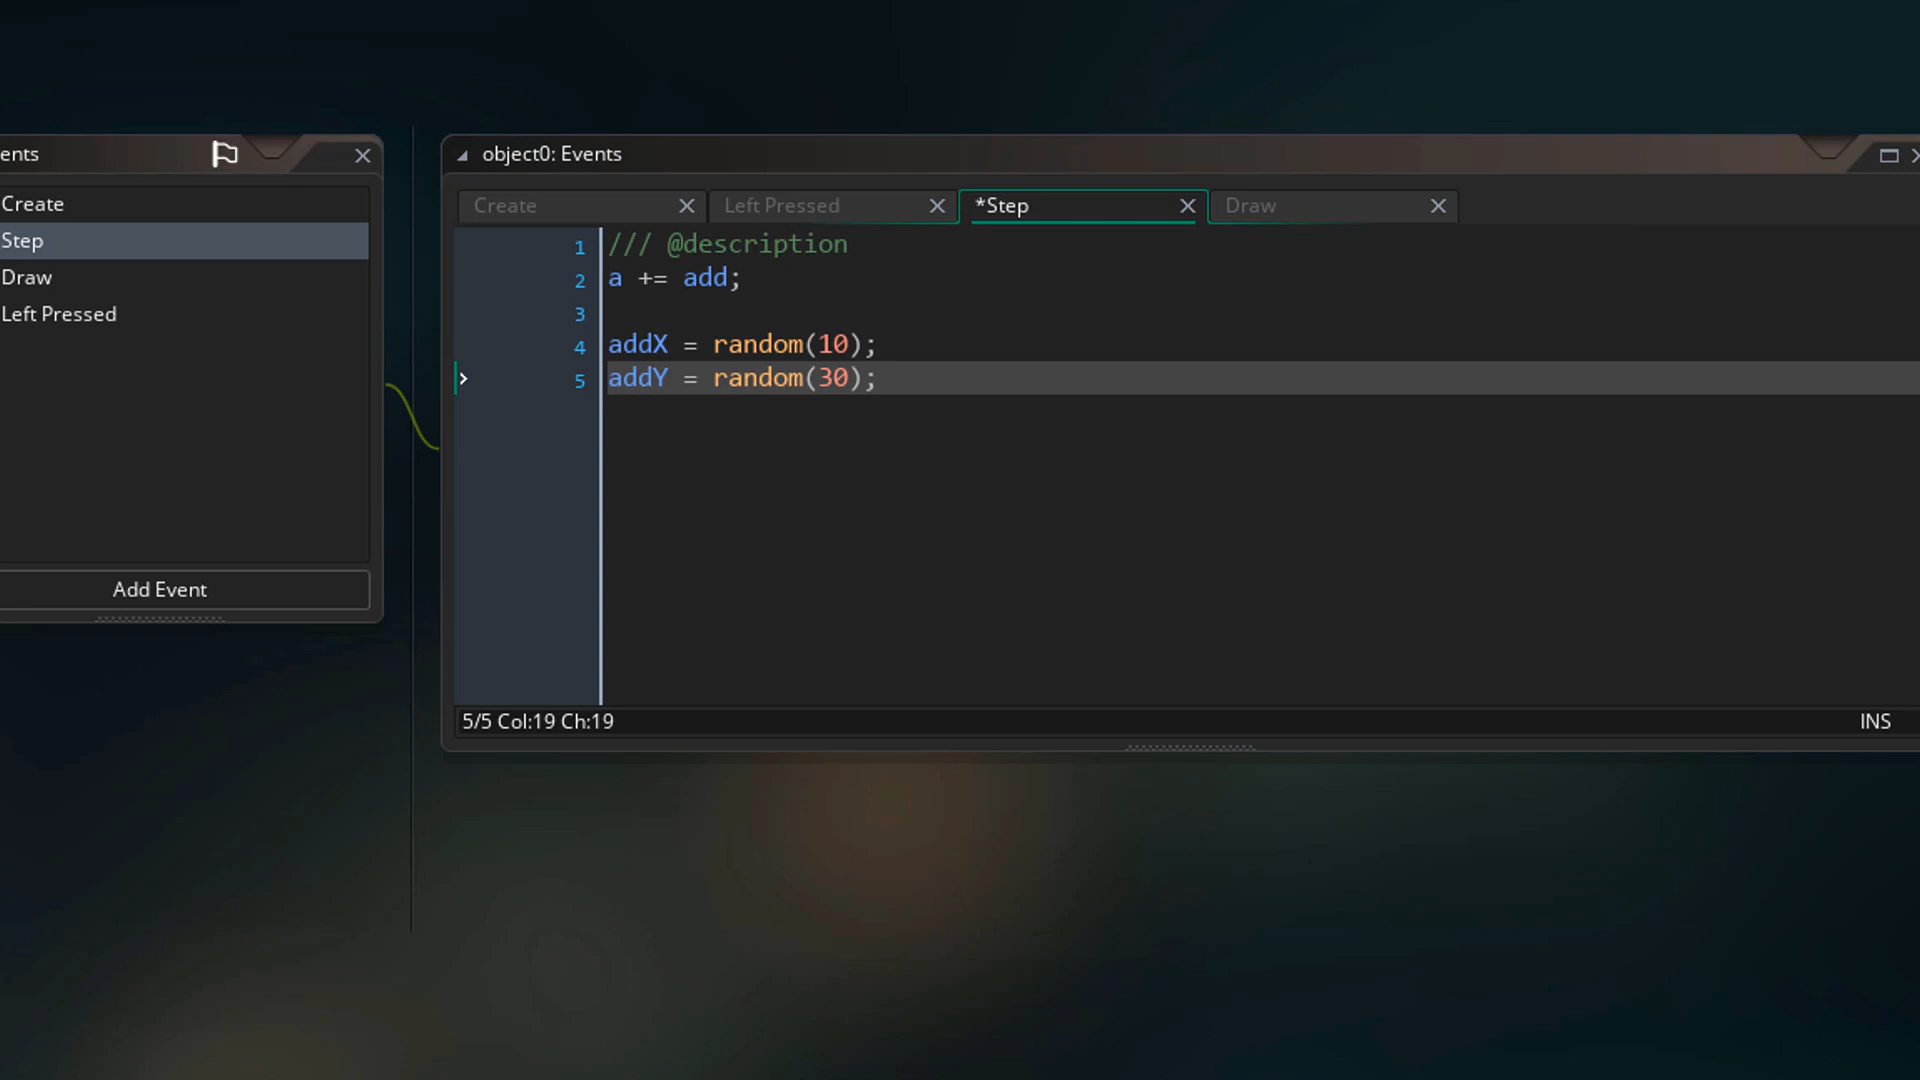 ents
Create
Step
Draw
Left Pressed
Add Event
object0: Events
Create
Left Pressed
*Step
Draw
1 /// @description
2 a += add;
3
4 addX = random(10);
5 addY = random(30);
5/5 Col:19 Ch:19
INS